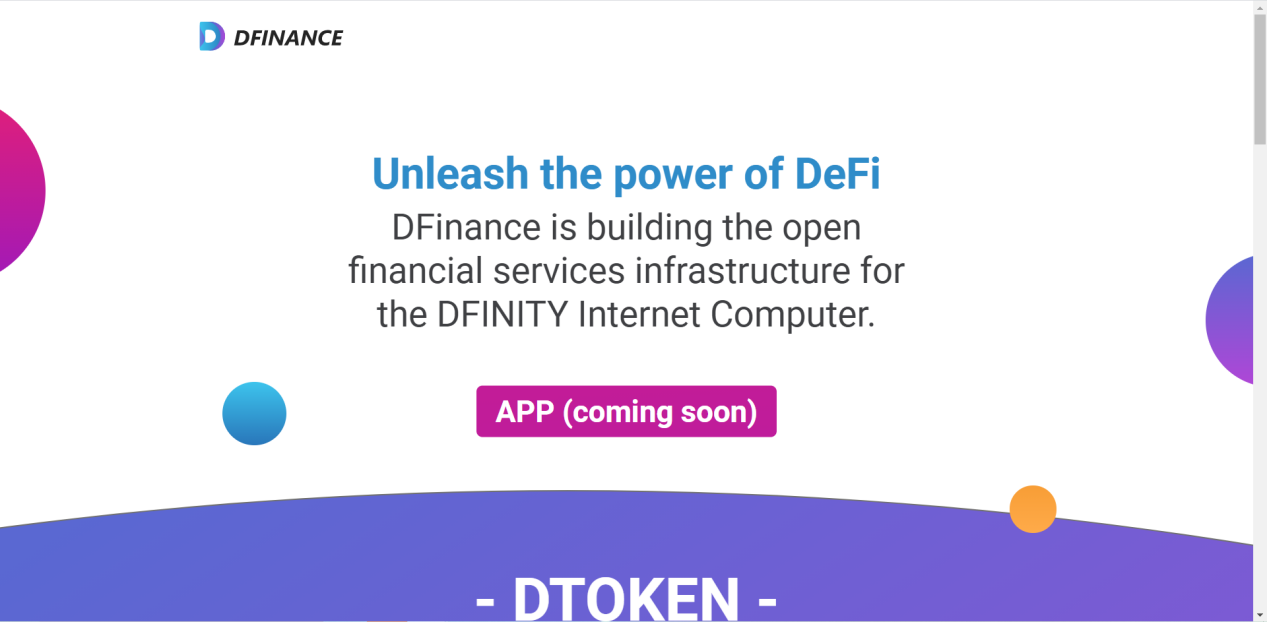 DFINANCE
Unleash the power of DeFi
DFinance is building the open
financial services infrastructure for
the DFINITY Internet Computer.
APP (coming soon)
- DTOKEN -